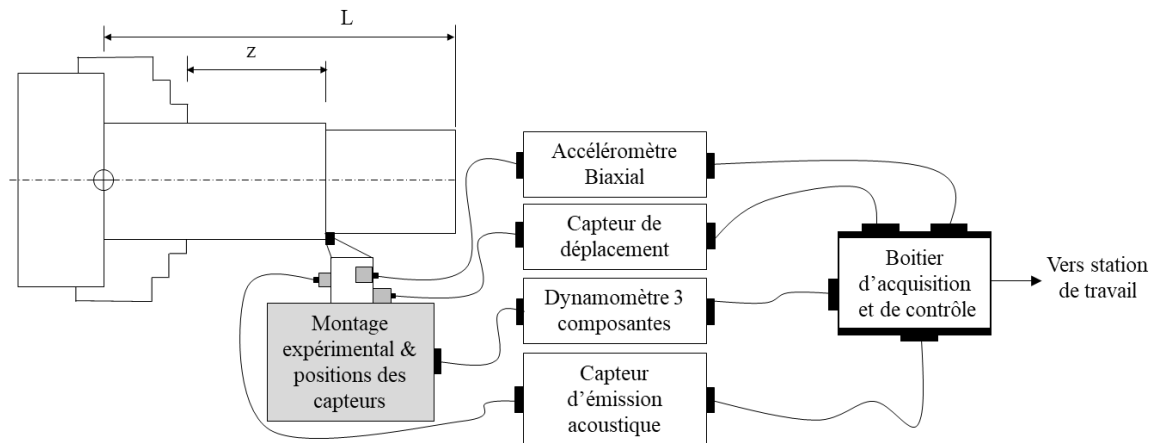 L
z
Accéléromètre
Biaxial
Capteur de
déplacement
Dynamomètre 3
composantes
Capteur
d'émission
acoustique
Montage
expérimental &
positions des
capteurs
Boitier
d'acquisition
et de contrôle
Vers station
de travail